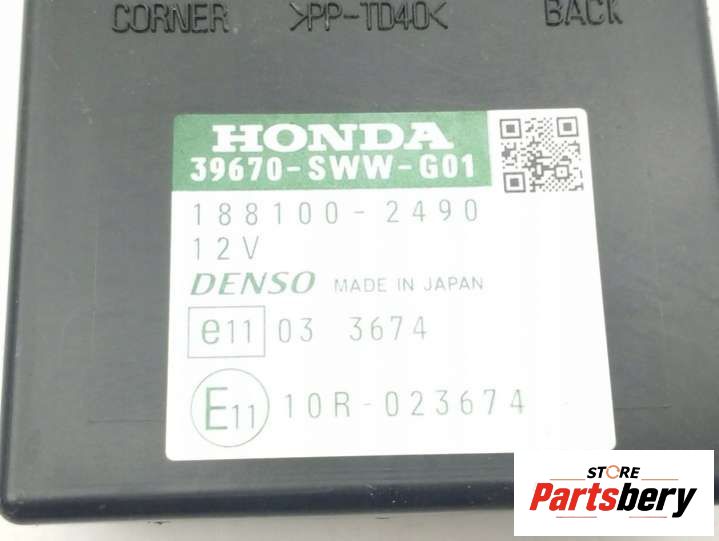 CORNER >PP-TD40< BACK
HONDA
39670-SWW-G01
188100-2490
12V
DENSO MADE IN JAPAN
e11 03 3674
E11 10R-023674
STORE
Partsbery